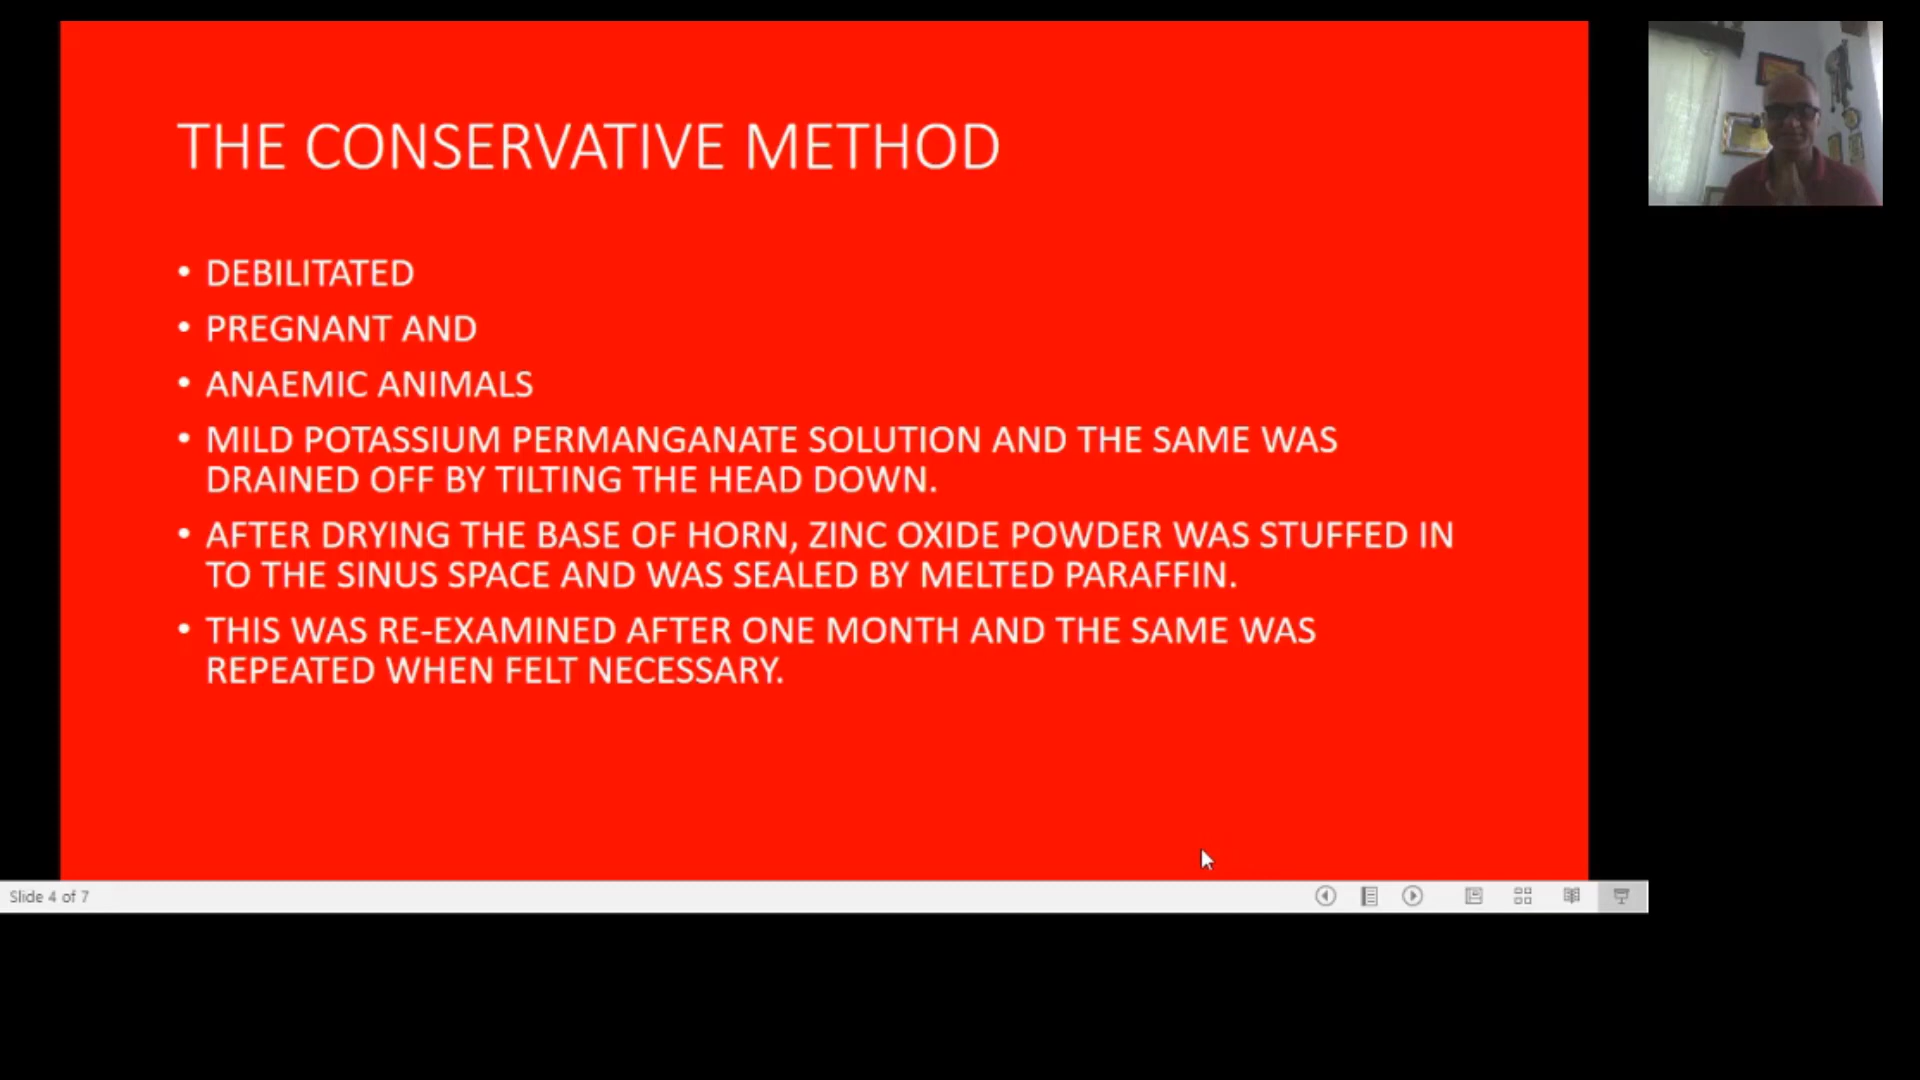 THE CONSERVATIVE METHOD
• DEBILITATED
• PREGNANT AND
• ANAEMIC ANIMALS
• MILD POTASSIUM PERMANGANATE SOLUTION AND THE SAME WAS
DRAINED OFF BY TILTING THE HEAD DOWN.
• AFTER DRYING THE BASE OF HORN, ZINC OXIDE POWDER WAS STUFFED IN
TO THE SINUS SPACE AND WAS SEALED BY MELTED PARAFFIN.
• THIS WAS RE-EXAMINED AFTER ONE MONTH AND THE SAME WAS
REPEATED WHEN FELT NECESSARY.
Slide 4 of 7